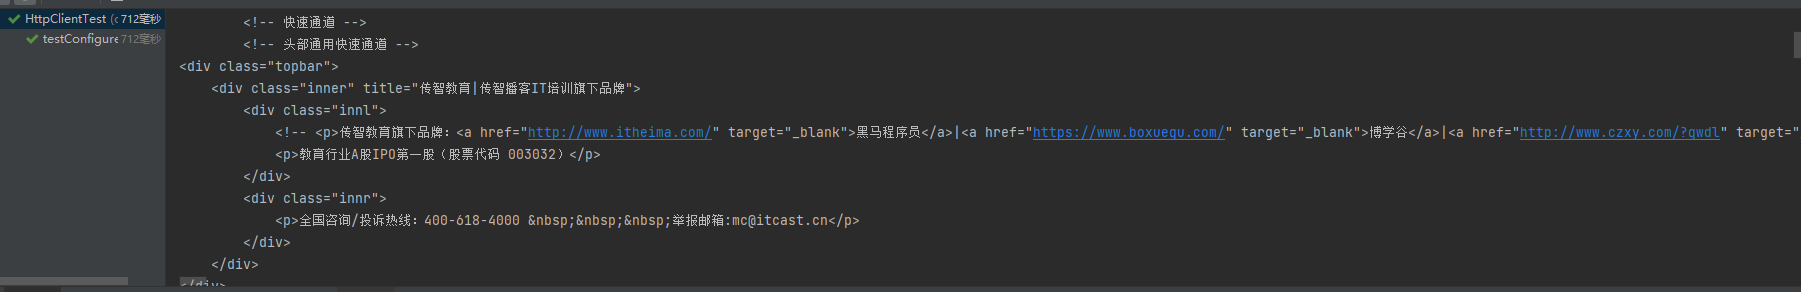 HttpClientTest (c 712毫秒
testConfigure 712毫秒
<!-- 快速通道 -->
<!-- 头部通用快速通道 -->
<div class="topbar">
<div class="inner" title="传智教育|传智播客IT培训旗下品牌">
<div class="innl">
<!-- <p>传智教育旗下品牌：<a href="http://www.itheima.com/" target="_blank">黑马程序员</a>|<a href="https://www.boxuequ.com/" target="_blank">博学谷</a>|<a href="http://www.czxy.com/?qwdl" target="
<p>教育行业A股IPO第一股（股票代码 003032）</p>
</div>
<div class="innr">
<p>全国咨询/投诉热线：400-618-4000 &nbsp;&nbsp;&nbsp;举报邮箱:mc@itcast.cn</p>
</div>
</div>
</div>